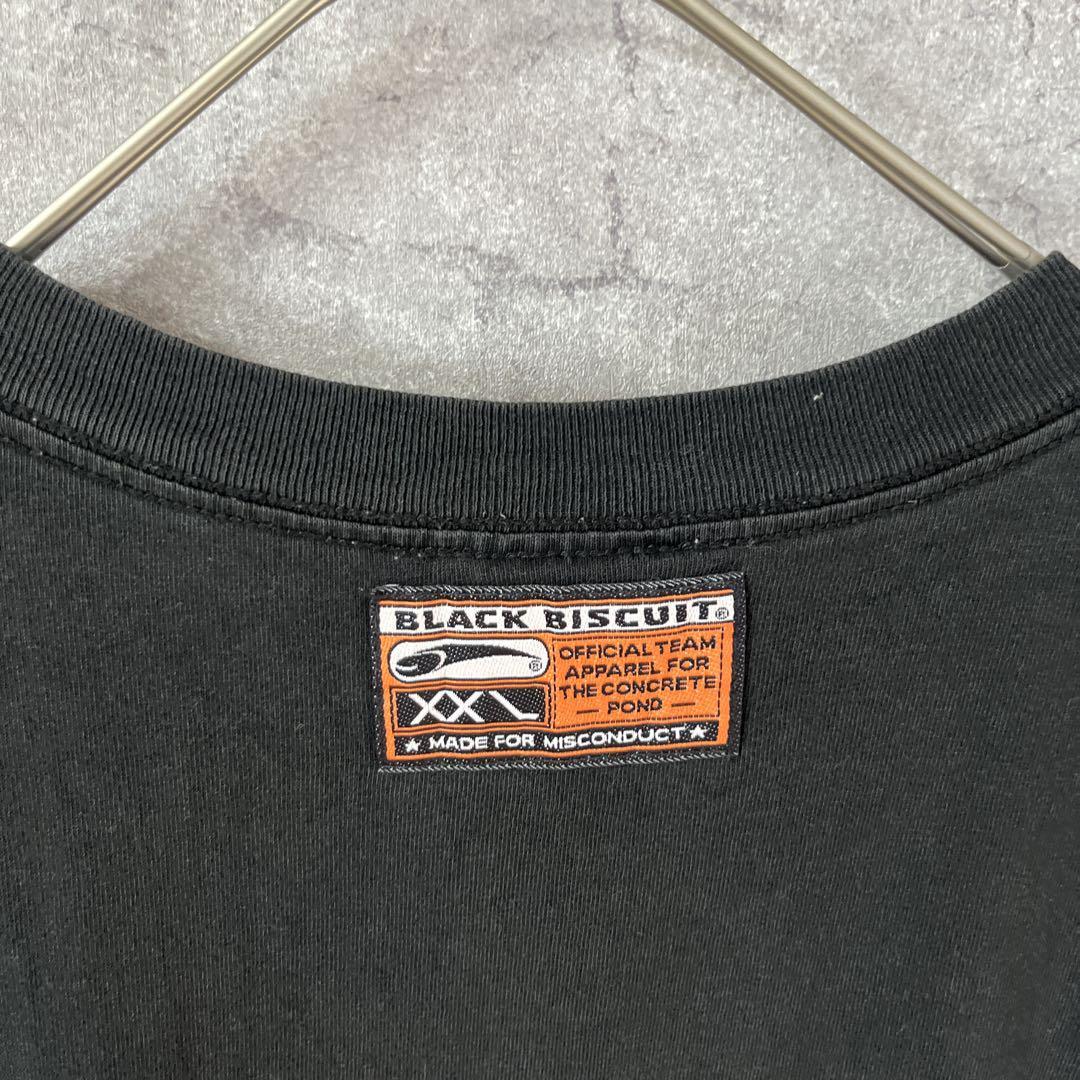 BLACK BISCUIT®
®
OFFICIAL TEAM
APPAREL FOR
THE CONCRETE
— POND —
XXL
★ MADE FOR MISCONDUCT ★